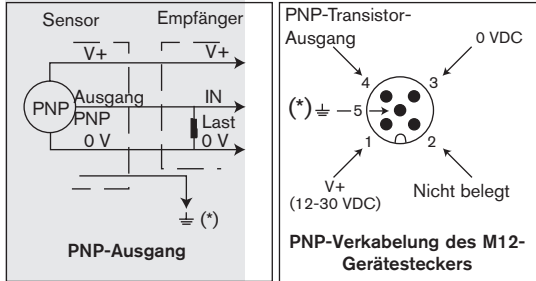 Sensor
Empfänger
V+
V+
PNP
Ausgang
PNP
IN
Last
0 V
0 V
(*)
PNP-Ausgang
PNP-Transistor-
Ausgang
0 VDC
4
3
(*)
5
1
2
V+
(12-30 VDC)
Nicht belegt
PNP-Verkabelung des M12-
Gerätesteckers